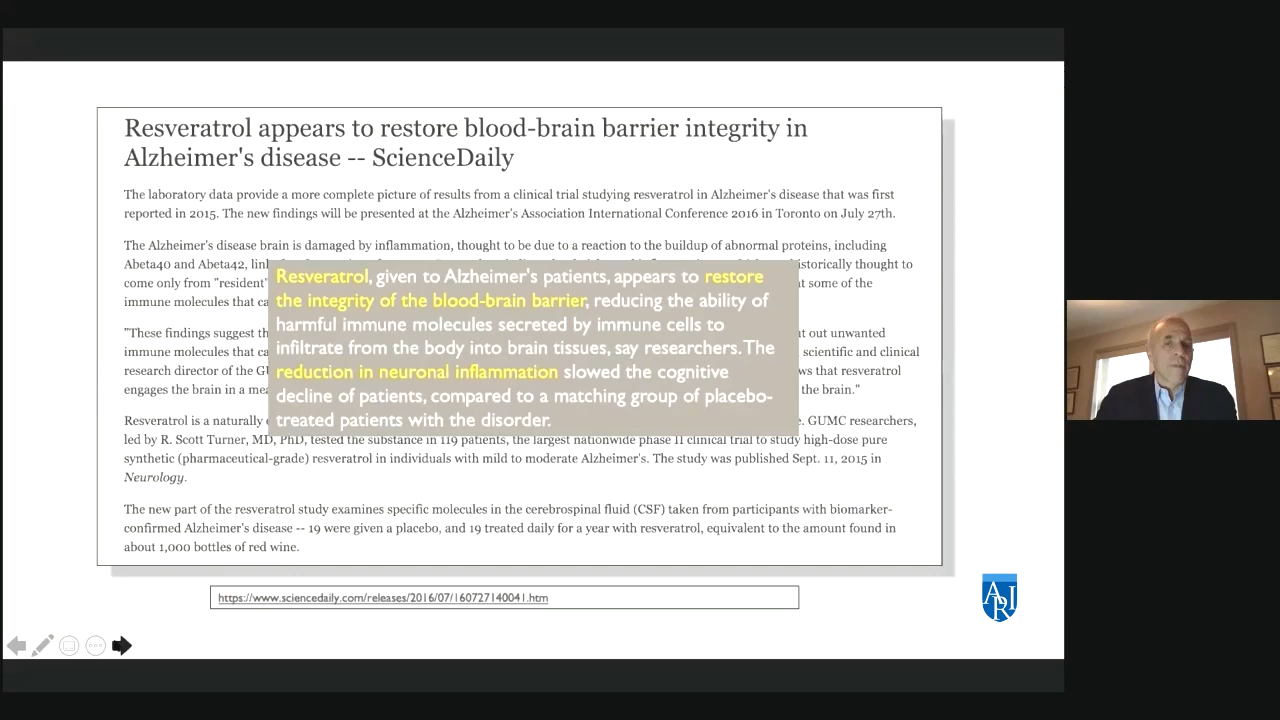 Resveratrol appears to restore blood-brain barrier integrity in
Alzheimer's disease -- ScienceDaily
The laboratory data provide a more complete picture of results from a clinical trial studying resveratrol in Alzheimer's disease that was first
reported in 2015. The new findings will be presented at the Alzheimer's Association International Conference 2016 in Toronto on July 27th.
The Alzheimer's disease brain is damaged by inflammation, thought to be due to a reaction to the buildup of abnormal proteins, including
Abeta40 and Abeta42, historically thought to
come only from "resident" at some of the
immune molecules that
"These findings suggest out unwanted
immune molecules that scientific and clinical
research director of the that resveratrol
engages the brain in a the brain."
Resveratrol is a naturally GUMC researchers,
led by R. Scott Turner, MD, PhD, tested the substance in 119 patients, the largest nationwide phase II clinical trial to study high-dose pure
synthetic (pharmaceutical-grade) resveratrol in individuals with mild to moderate Alzheimer's. The study was published Sept. 11, 2015 in
Neurology.
The new part of the resveratrol study examines specific molecules in the cerebrospinal fluid (CSF) taken from participants with biomarker-
confirmed Alzheimer's disease -- 19 were given a placebo, and 19 treated daily for a year with resveratrol, equivalent to the amount found in
about 1,000 bottles of red wine.
Resveratrol, given to Alzheimer's patients, appears to restore
the integrity of the blood-brain barrier, reducing the ability of
harmful immune molecules secreted by immune cells to
infiltrate from the body into brain tissues, say researchers. The
reduction in neuronal inflammation slowed the cognitive
decline of patients, compared to a matching group of placebo-
treated patients with the disorder.
https://www.sciencedaily.com/releases/2016/07/160727140041.htm
ARI